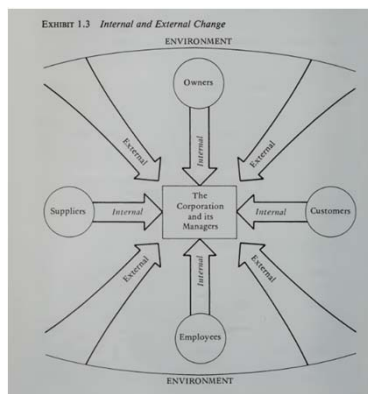 EXHIBIT 1.3 Internal and External Change
ENVIRONMENT
Owners
External
Internal
External
Suppliers
Internal
The
Corporation
and its
Managers
Internal
Customers
External
Internal
External
Employees
ENVIRONMENT